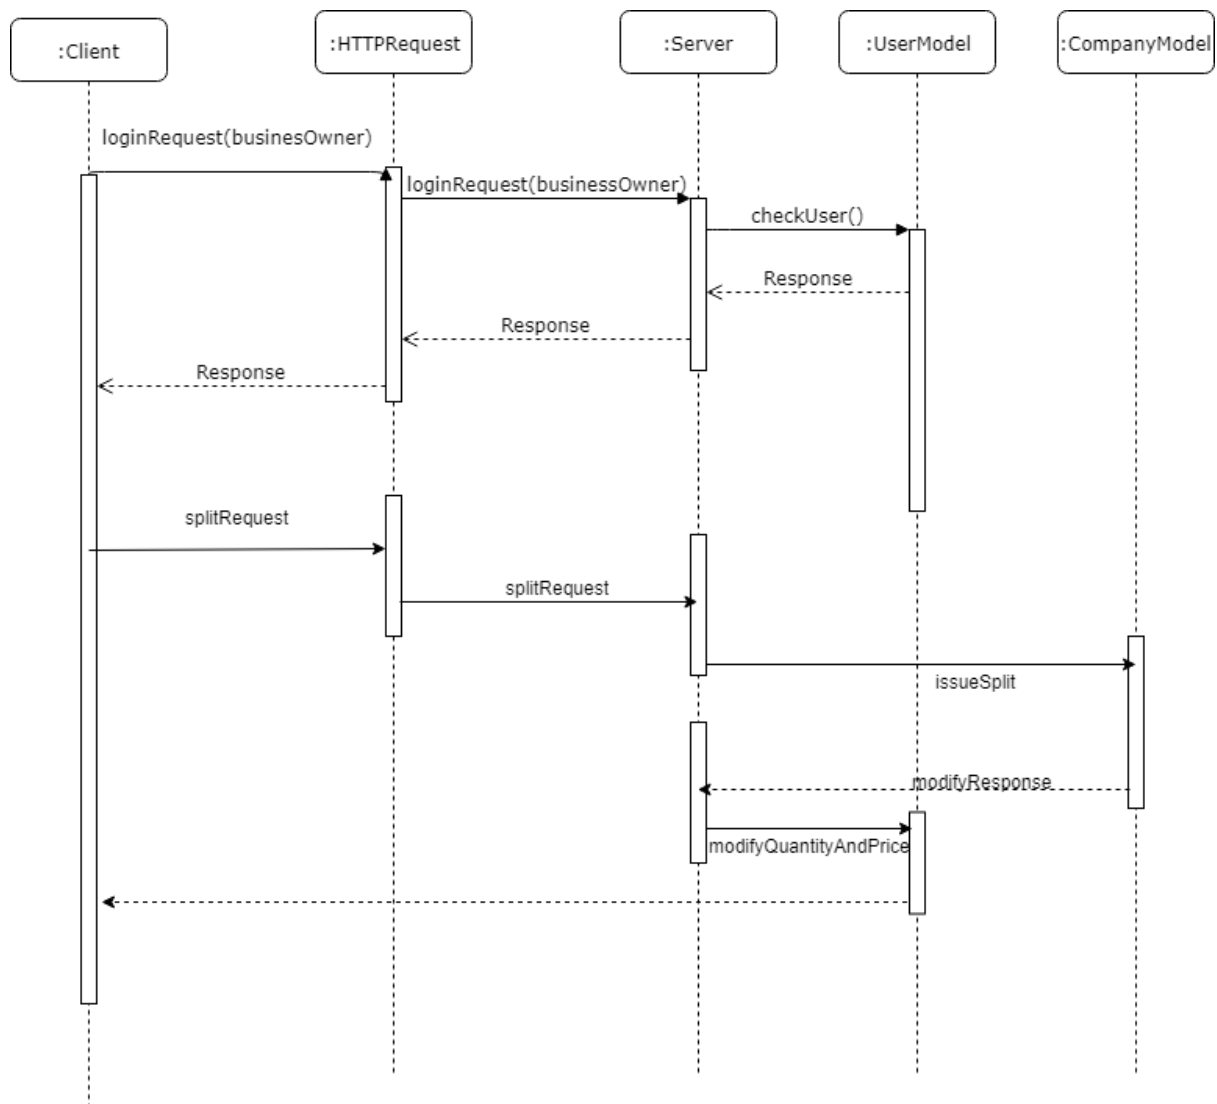 :Client
:HTTPRequest
:Server
:UserModel
:CompanyModel
loginRequest(businesOwner)
loginRequest(businessOwner)
checkUser()
Response
Response
Response
splitRequest
splitRequest
issueSplit
modifyResponse
modifyQuantityAndPrice